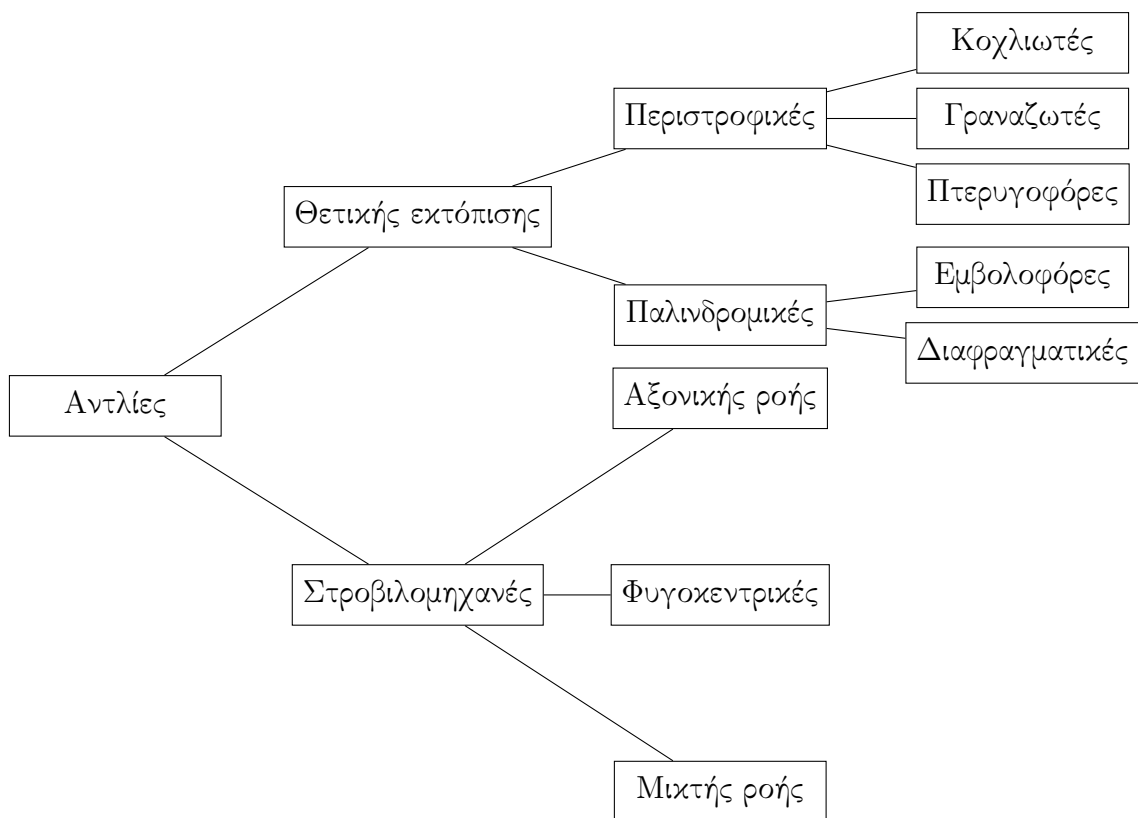 Κοχλιωτές
Περιστροφικές
Γραναζωτές
Πτερυγοφόρες
Θετικής εκτόπισης
Εμβολοφόρες
Παλινδρομικές
Διαφραγματικές
Αντλίες
Αξονικής ροής
Στροβιλομηχανές
Φυγοκεντρικές
Μικτής ροής